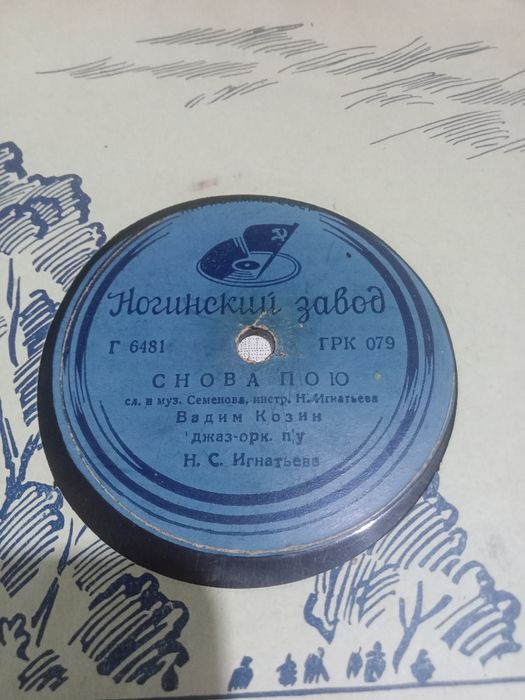 Ногинский завод
Г 6481 ГРК 079
СНОВА ПОЮ
сл. и муз. Семенова, инстр. Н. Игнатьева
Вадим Козин
джаз-орк. п/у
Н. С. Игнатьева